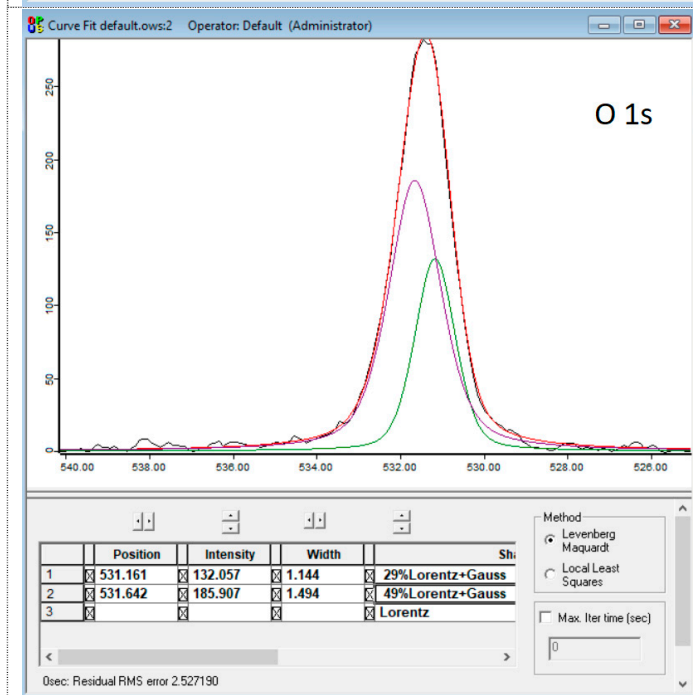 Curve Fit default.ows:2 Operator: Default (Administrator)
O 1s
250
200
150
100
50
0
540.00 538.00 536.00 534.00 532.00 530.00 528.00 526.00
Position Intensity Width Sha
1 531.161 132.057 1.144 29%Lorentz+Gauss
2 531.642 185.907 1.494 49%Lorentz+Gauss
3 Lorentz
Method
Levenberg
Maquardt
Local Least
Squares
Max. Iter time (sec)
0
0sec: Residual RMS error 2.527190